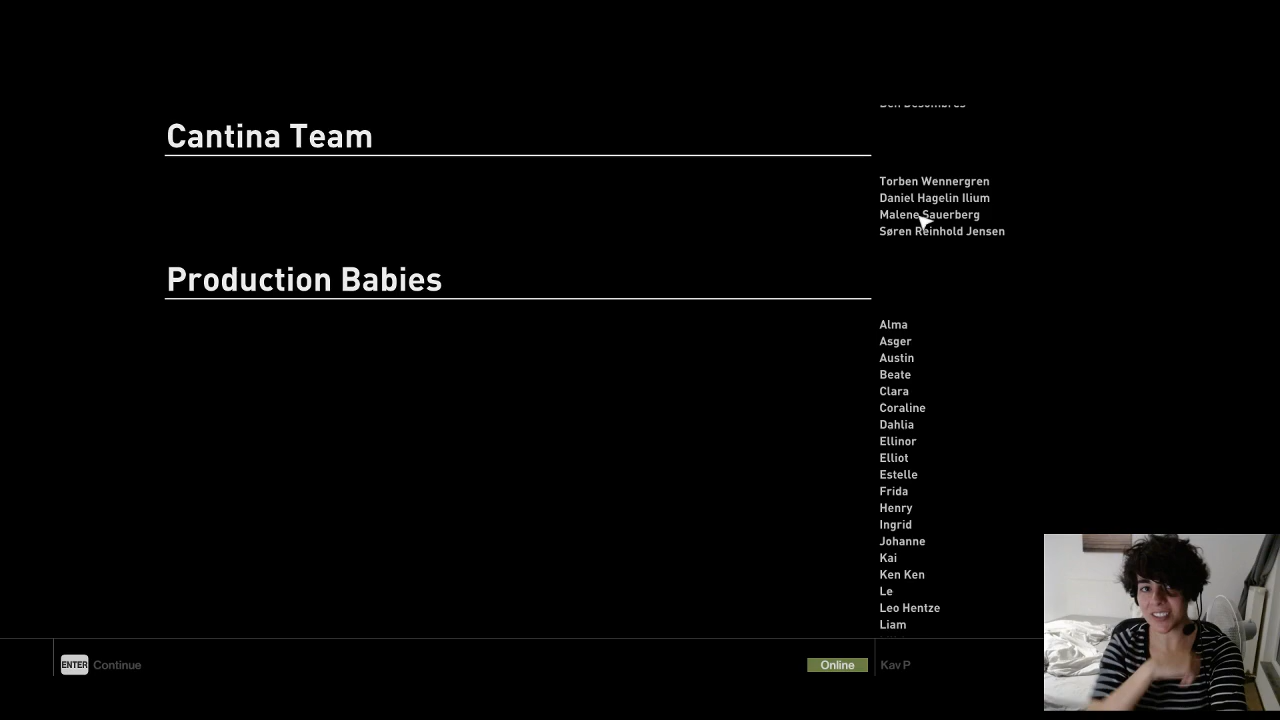 Ben Desombres
Cantina Team
Torben Wennergren
Daniel Hagelin Ilium
Malene Sauerberg
Søren Reinhold Jensen
Production Babies
Alma
Asger
Austin
Beate
Clara
Coraline
Dahlia
Ellinor
Elliot
Estelle
Frida
Henry
Ingrid
Johanne
Kai
Ken Ken
Le
Leo Hentze
Liam
ENTER Continue
Online
Kav P